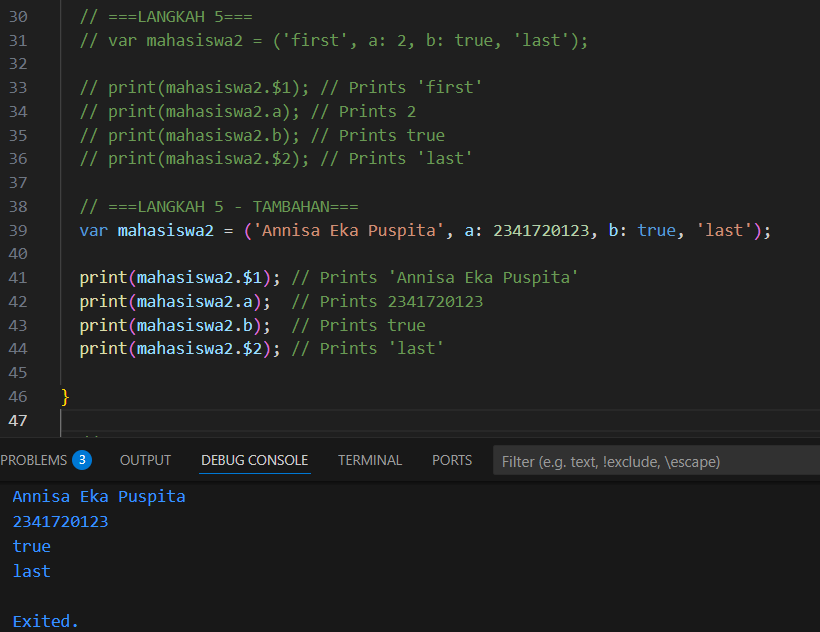 30 // ===LANGKAH 5===
31 // var mahasiswa2 = ('first', a: 2, b: true, 'last');
32
33 // print(mahasiswa2.$1); // Prints 'first'
34 // print(mahasiswa2.a); // Prints 2
35 // print(mahasiswa2.b); // Prints true
36 // print(mahasiswa2.$2); // Prints 'last'
37
38 // ===LANGKAH 5 - TAMBAHAN===
39 var mahasiswa2 = ('Annisa Eka Puspita', a: 2341720123, b: true, 'last');
40
41 print(mahasiswa2.$1); // Prints 'Annisa Eka Puspita'
42 print(mahasiswa2.a);  // Prints 2341720123
43 print(mahasiswa2.b);  // Prints true
44 print(mahasiswa2.$2); // Prints 'last'
45
46 }
47
PROBLEMS 3 OUTPUT DEBUG CONSOLE TERMINAL PORTS Filter (e.g. text, !exclude, \escape)
Annisa Eka Puspita
2341720123
true
last
Exited.